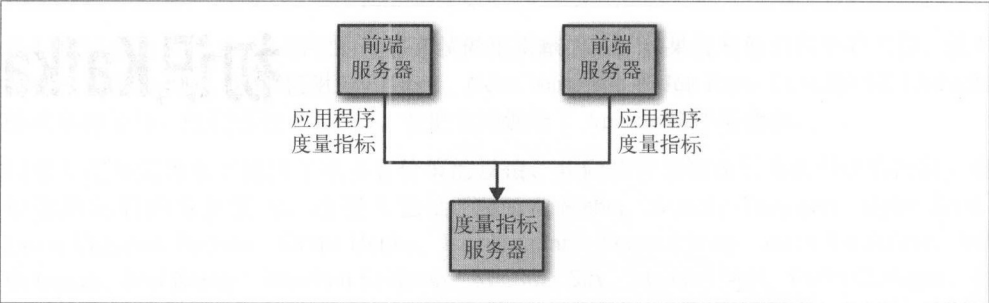 前端
服务器
前端
服务器
应用程序
度量指标
应用程序
度量指标
度量指标
服务器